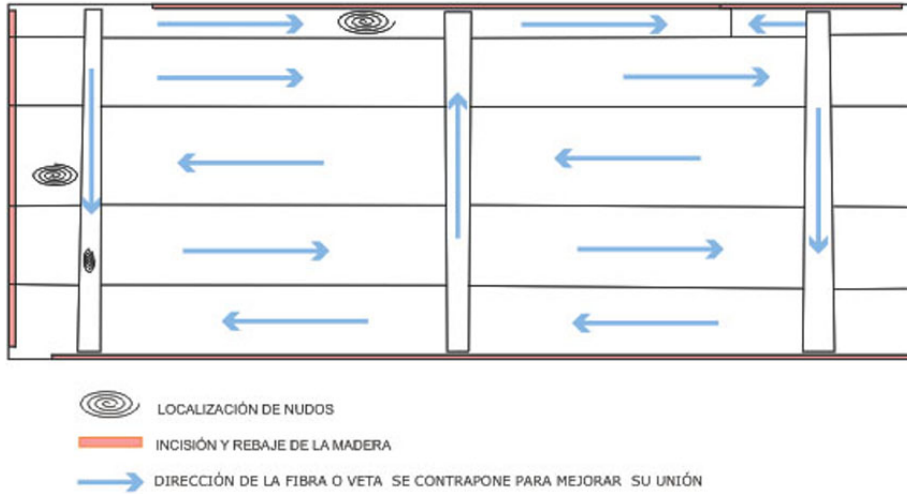 LOCALIZACIÓN DE NUDOS
INCISIÓN Y REBAJE DE LA MADERA
DIRECCIÓN DE LA FIBRA O VETA SE CONTRAPONE PARA MEJORAR SU UNIÓN